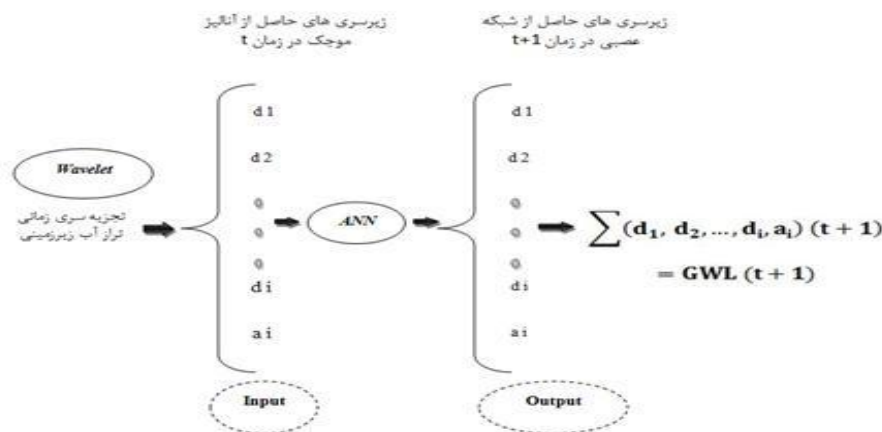 زیرسری های حاصل از آنالیز
موجک در زمان t
زیرسری های حاصل از شبکه
عصبی در زمان t+1
Wavelet
تجزیه سری زمانی
تراز آب زیرزمینی
d1
d2
di
ai
Input
ANN
d1
d2
di
ai
Output
∑(d₁, d₂,...,dᵢ,aᵢ) (t + 1)
= GWL (t + 1)